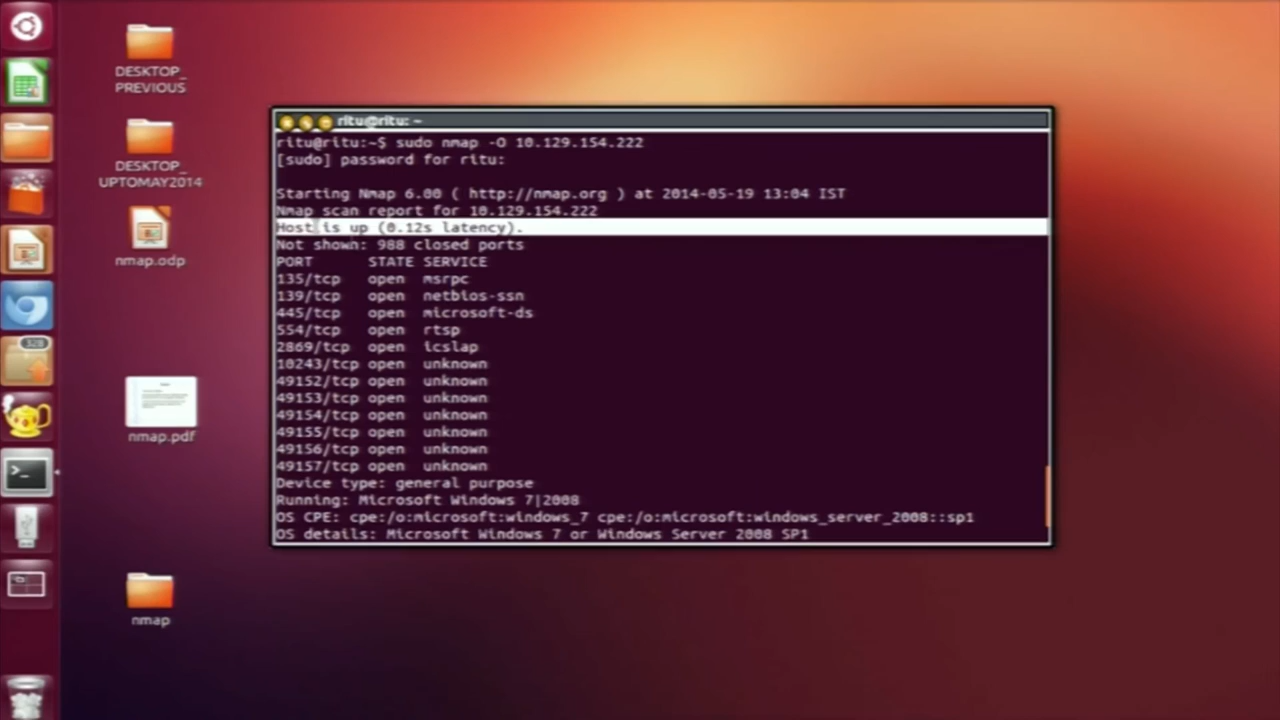 DESKTOP_
PREVIOUS
DESKTOP_
UPTOMAY2014
nmap.odp
nmap.pdf
nmap
328
ritu@ritu: ~
ritu@ritu:~$ sudo nmap -O 10.129.154.222
[sudo] password for ritu:
Starting Nmap 6.00 ( http://nmap.org ) at 2014-05-19 13:04 IST
Nmap scan report for 10.129.154.222
Host is up (0.12s latency).
Not shown: 988 closed ports
PORT STATE SERVICE
135/tcp open msrpc
139/tcp open netbios-ssn
445/tcp open microsoft-ds
554/tcp open rtsp
2869/tcp open icslap
10243/tcp open unknown
49152/tcp open unknown
49153/tcp open unknown
49154/tcp open unknown
49155/tcp open unknown
49156/tcp open unknown
49157/tcp open unknown
Device type: general purpose
Running: Microsoft Windows 7|2008
OS CPE: cpe:/o:microsoft:windows_7 cpe:/o:microsoft:windows_server_2008::sp1
OS details: Microsoft Windows 7 or Windows Server 2008 SP1